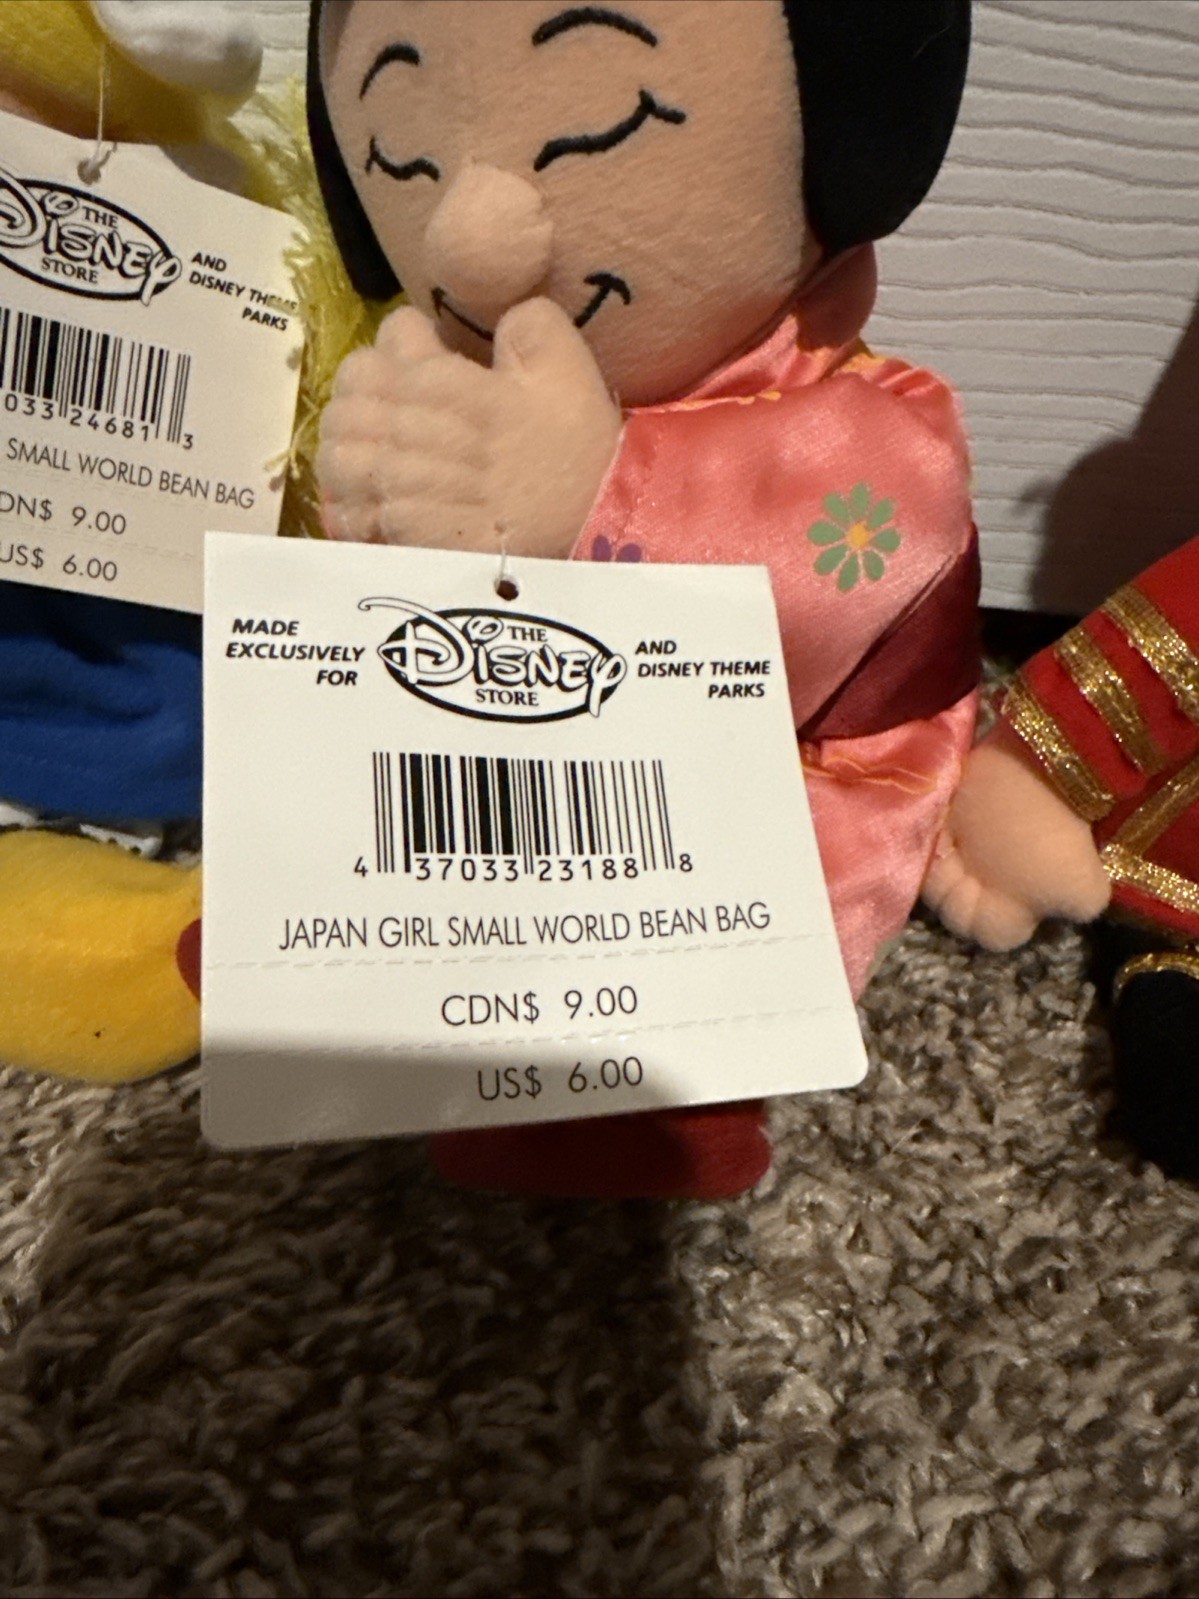 THE
DISNEY
STORE
AND
DISNEY THEME
PARKS
033 24681 3
SMALL WORLD BEAN BAG
CDN$ 9.00
US$ 6.00
MADE
EXCLUSIVELY
FOR
THE
DISNEY
STORE
AND
DISNEY THEME
PARKS
4 37033 23188 8
JAPAN GIRL SMALL WORLD BEAN BAG
CDN$ 9.00
US$ 6.00